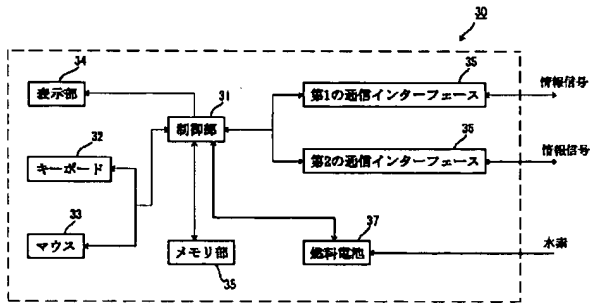 30
34
表示部
31
制御部
35
第1の通信インターフェース
情報信号
32
キーボード
36
第2の通信インターフェース
情報信号
33
マウス
メモリ部
35
37
燃料電池
水素